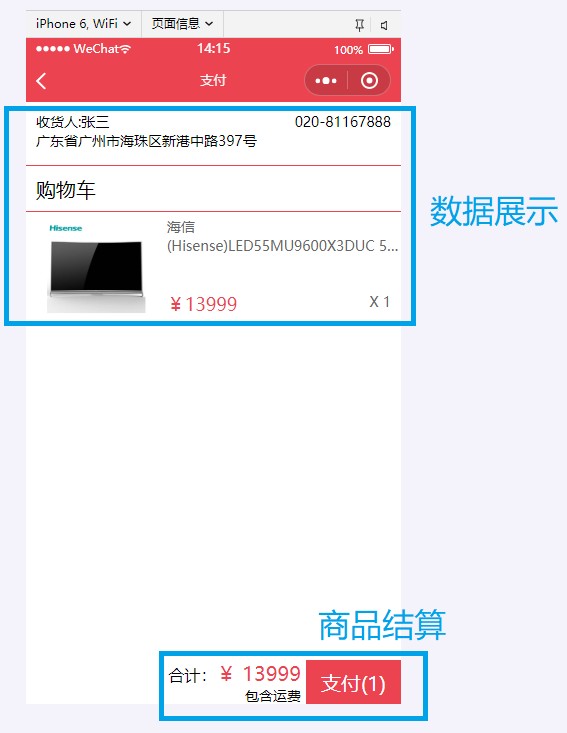 iPhone 6, WiFi 页面信息
WeChat 14:15 100%
支付
收货人:张三 020-81167888
广东省广州市海珠区新港中路397号
购物车
数据展示
Hisense
海信
(Hisense)LED55MU9600X3DUC 5...
¥13999 X 1
商品结算
合计： ¥ 13999
包含运费
支付(1)